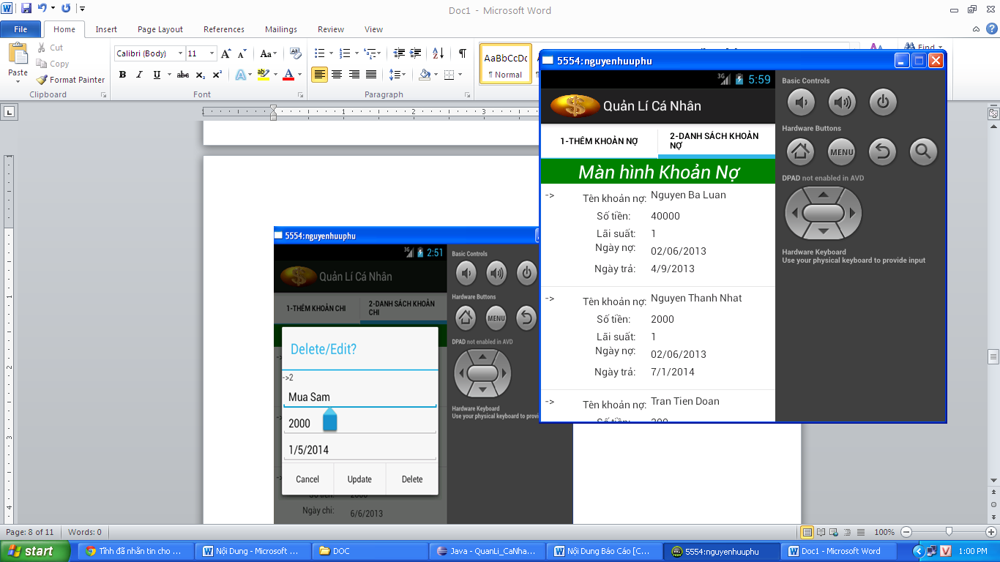 Doc1 - Microsoft Word
File Home Insert Page Layout References Mailings Review View
Cut
Copy
Format Painter
Paste
Calibri (Body) 11
AaBbCcDc
¶ Normal
Find
Clipboard Font Paragraph
5554:nguyenhuuphu
3G 5:59
Quản Lí Cá Nhân
1-THÊM KHOẢN NỢ
2-DANH SÁCH KHOẢN NỢ
Màn hình Khoản Nợ
-> Tên khoản nợ: Nguyen Ba Luan
Số tiền: 40000
Lãi suất: 1
Ngày nợ: 02/06/2013
Ngày trả: 4/9/2013
-> Tên khoản nợ: Nguyen Thanh Nhat
Số tiền: 2000
Lãi suất: 1
Ngày nợ: 02/06/2013
Ngày trả: 7/1/2014
-> Tên khoản nợ: Tran Tien Doan
Số tiền: 200
Basic Controls
Hardware Buttons
MENU
DPAD not enabled in AVD
Hardware Keyboard
Use your physical keyboard to provide input
5554:nguyenhuuphu
3G 2:51
Quản Lí Cá Nhân
1-THÊM KHOẢN CHI
2-DANH SÁCH KHOẢN CHI
Delete/Edit?
->2
Mua Sam
2000
1/5/2014
Cancel Update Delete
Số tiền: 2000
Ngày chi: 6/6/2013
Basic Controls
Hardware Buttons
MENU
DPAD not enabled in AVD
Hardware Keyboard
Use your physical keyboard to provi
Page: 8 of 11 Words: 0 100%
start
Tỉnh đã nhắn tin cho ...
Nội Dung - Microsoft ...
DOC
Java - QuanLi_CaNha...
Nội Dung Báo Cáo [C...
5554:nguyenhuuphu
Doc1 - Microsoft Word
1:00 PM